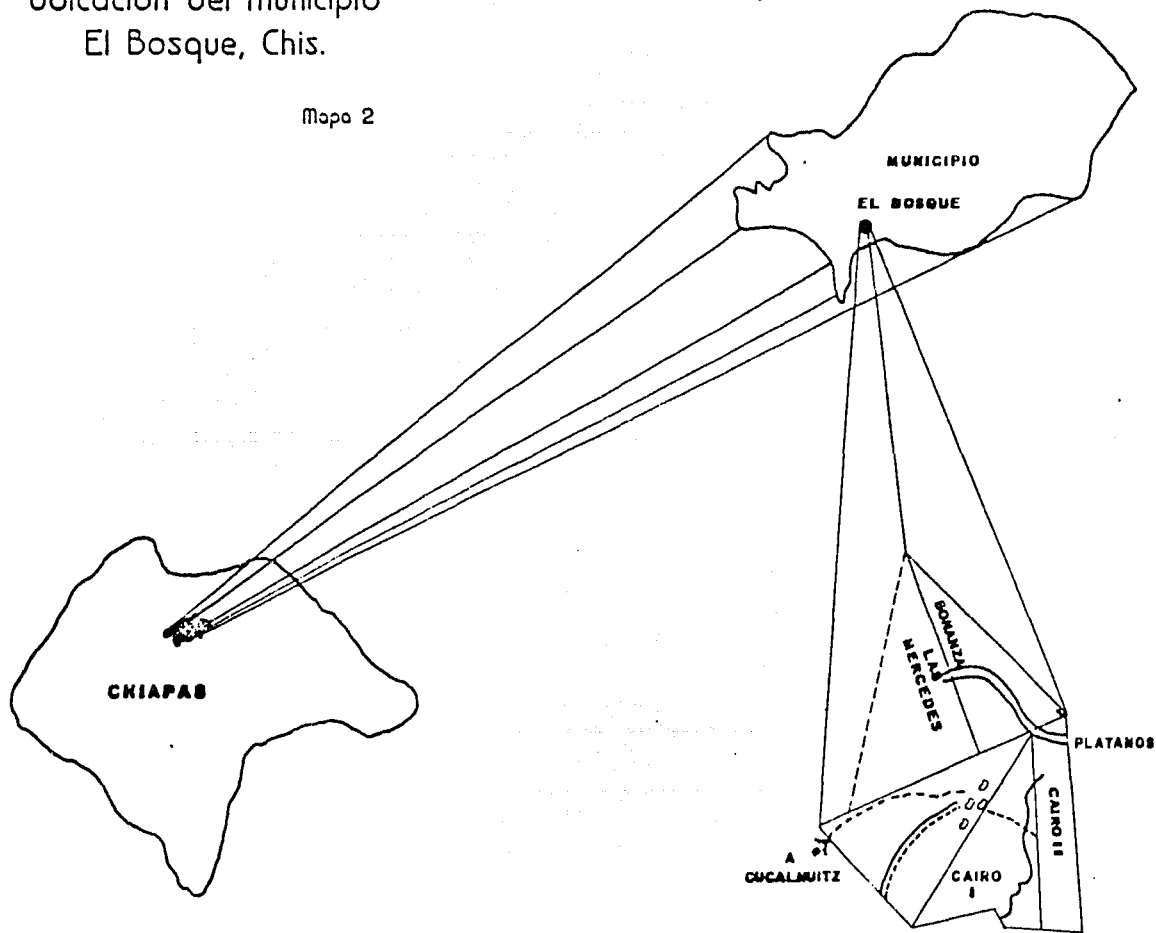 Ubicación del municipio
El Bosque, Chis.
Mapa 2
MUNICIPIO
EL BOSQUE
CHIAPAS
BONANZA
LAS
MERCEDES
PLATANOS
CAIRO II
A
CUCALHUITZ
CAIRO
I